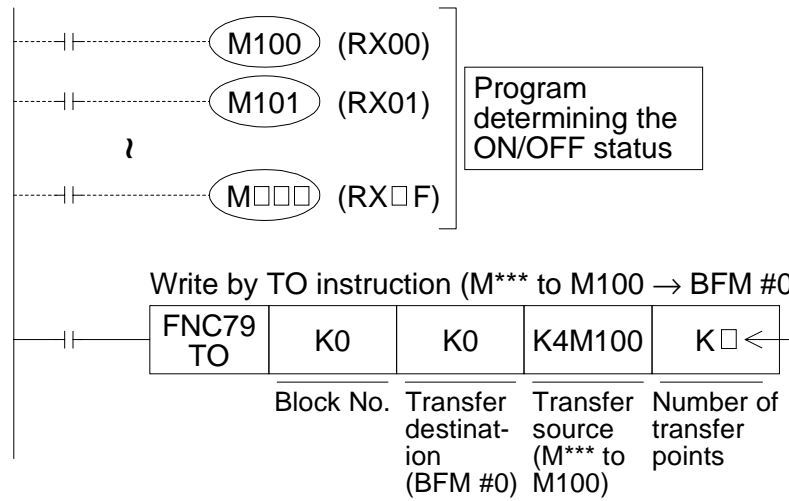 M100 (RX00)
M101 (RX01)
M□□□ (RX□F)
Program
determining the
ON/OFF status
Write by TO instruction (M*** to M100 → BFM #0
FNC79
TO
K0
K0
K4M100
K□
Block No.
Transfer
destinat-
ion
(BFM #0)
Transfer
source
(M*** to
M100)
Number of
transfer
points